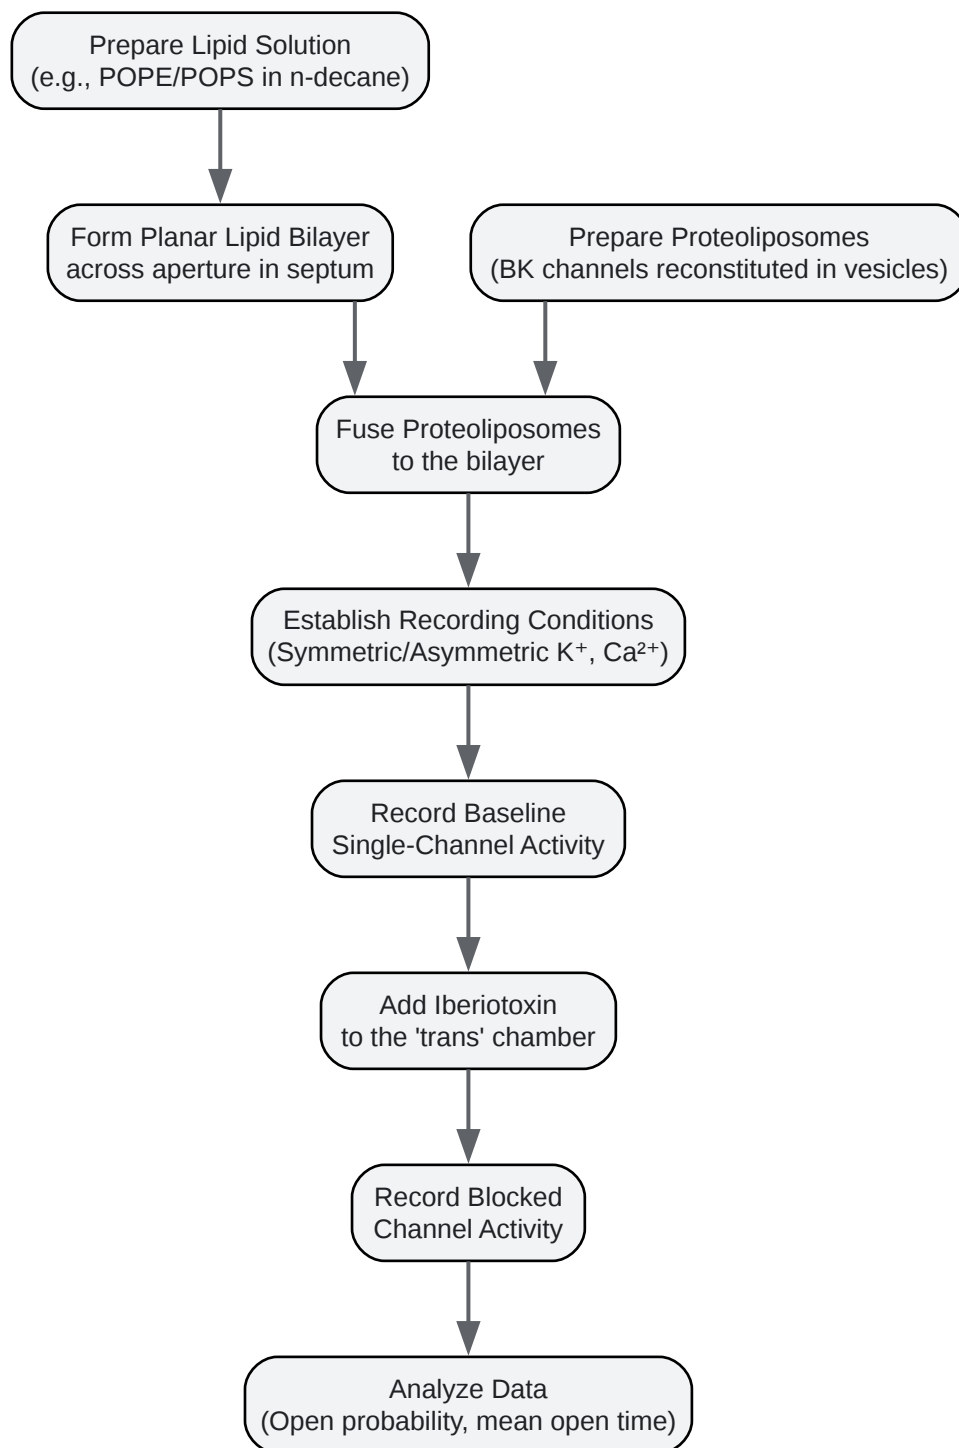 Prepare Lipid Solution
(e.g., POPE/POPS in n-decane)
Form Planar Lipid Bilayer
across aperture in septum
Prepare Proteoliposomes
(BK channels reconstituted in vesicles)
Fuse Proteoliposomes
to the bilayer
Establish Recording Conditions
(Symmetric/Asymmetric K⁺, Ca²⁺)
Record Baseline
Single-Channel Activity
Add Iberiotoxin
to the 'trans' chamber
Record Blocked
Channel Activity
Analyze Data
(Open probability, mean open time)